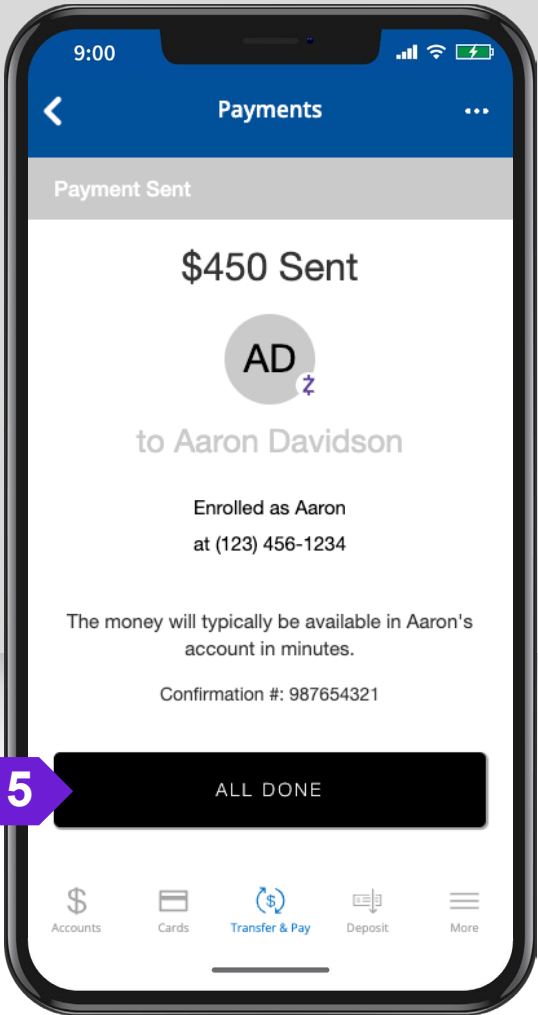 9:00
Payments
Payment Sent
$450 Sent
AD
to Aaron Davidson
Enrolled as Aaron
at (123) 456-1234
The money will typically be available in Aaron's
account in minutes.
Confirmation #: 987654321
5
ALL DONE
Accounts Cards Transfer & Pay Deposit More